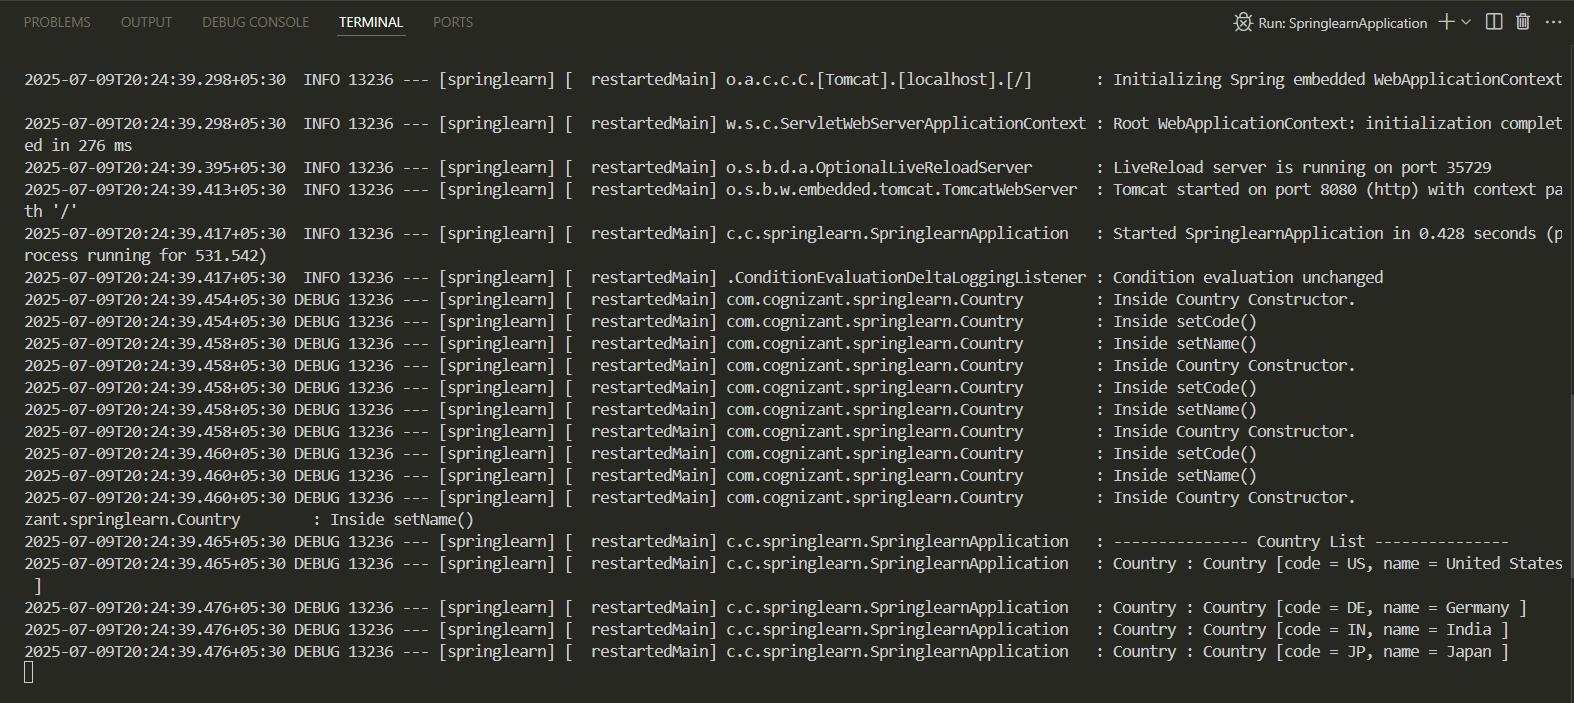 PROBLEMS OUTPUT DEBUG CONSOLE TERMINAL PORTS Run: SpringlearnApplication
2025-07-09T20:24:39.298+05:30  INFO 13236 --- [springlearn] [  restartedMain] o.a.c.c.C.[Tomcat].[localhost].[/]       : Initializing Spring embedded WebApplicationContext
2025-07-09T20:24:39.298+05:30  INFO 13236 --- [springlearn] [  restartedMain] w.s.c.ServletWebServerApplicationContext : Root WebApplicationContext: initialization complet
ed in 276 ms
2025-07-09T20:24:39.395+05:30  INFO 13236 --- [springlearn] [  restartedMain] o.s.b.d.a.OptionalLiveReloadServer       : LiveReload server is running on port 35729
2025-07-09T20:24:39.413+05:30  INFO 13236 --- [springlearn] [  restartedMain] o.s.b.w.embedded.tomcat.TomcatWebServer  : Tomcat started on port 8080 (http) with context pa
th '/'
2025-07-09T20:24:39.417+05:30  INFO 13236 --- [springlearn] [  restartedMain] c.c.springlearn.SpringlearnApplication   : Started SpringlearnApplication in 0.428 seconds (p
rocess running for 531.542)
2025-07-09T20:24:39.417+05:30  INFO 13236 --- [springlearn] [  restartedMain] .ConditionEvaluationDeltaLoggingListener : Condition evaluation unchanged
2025-07-09T20:24:39.454+05:30 DEBUG 13236 --- [springlearn] [  restartedMain] com.cognizant.springlearn.Country        : Inside Country Constructor.
2025-07-09T20:24:39.454+05:30 DEBUG 13236 --- [springlearn] [  restartedMain] com.cognizant.springlearn.Country        : Inside setCode()
2025-07-09T20:24:39.458+05:30 DEBUG 13236 --- [springlearn] [  restartedMain] com.cognizant.springlearn.Country        : Inside setName()
2025-07-09T20:24:39.458+05:30 DEBUG 13236 --- [springlearn] [  restartedMain] com.cognizant.springlearn.Country        : Inside Country Constructor.
2025-07-09T20:24:39.458+05:30 DEBUG 13236 --- [springlearn] [  restartedMain] com.cognizant.springlearn.Country        : Inside setCode()
2025-07-09T20:24:39.458+05:30 DEBUG 13236 --- [springlearn] [  restartedMain] com.cognizant.springlearn.Country        : Inside setName()
2025-07-09T20:24:39.458+05:30 DEBUG 13236 --- [springlearn] [  restartedMain] com.cognizant.springlearn.Country        : Inside Country Constructor.
2025-07-09T20:24:39.460+05:30 DEBUG 13236 --- [springlearn] [  restartedMain] com.cognizant.springlearn.Country        : Inside setCode()
2025-07-09T20:24:39.460+05:30 DEBUG 13236 --- [springlearn] [  restartedMain] com.cognizant.springlearn.Country        : Inside setName()
2025-07-09T20:24:39.460+05:30 DEBUG 13236 --- [springlearn] [  restartedMain] com.cognizant.springlearn.Country        : Inside Country Constructor.
zant.springlearn.Country        : Inside setName()
2025-07-09T20:24:39.465+05:30 DEBUG 13236 --- [springlearn] [  restartedMain] c.c.springlearn.SpringlearnApplication   : --------------- Country List ---------------
2025-07-09T20:24:39.465+05:30 DEBUG 13236 --- [springlearn] [  restartedMain] c.c.springlearn.SpringlearnApplication   : Country : Country [code = US, name = United States
 ]
2025-07-09T20:24:39.476+05:30 DEBUG 13236 --- [springlearn] [  restartedMain] c.c.springlearn.SpringlearnApplication   : Country : Country [code = DE, name = Germany ]
2025-07-09T20:24:39.476+05:30 DEBUG 13236 --- [springlearn] [  restartedMain] c.c.springlearn.SpringlearnApplication   : Country : Country [code = IN, name = India ]
2025-07-09T20:24:39.476+05:30 DEBUG 13236 --- [springlearn] [  restartedMain] c.c.springlearn.SpringlearnApplication   : Country : Country [code = JP, name = Japan ]